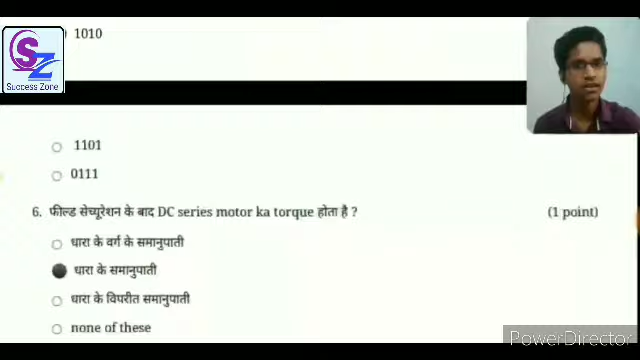 1010
SZ
Success Zone
1101
0111
6. फील्ड सेच्यूरेशन के बाद DC series motor ka torque होता है ? (1 point)
धारा के वर्ग के समानुपाती
धारा के समानुपाती
धारा के विपरीत समानुपाती
none of these
PowerDirector